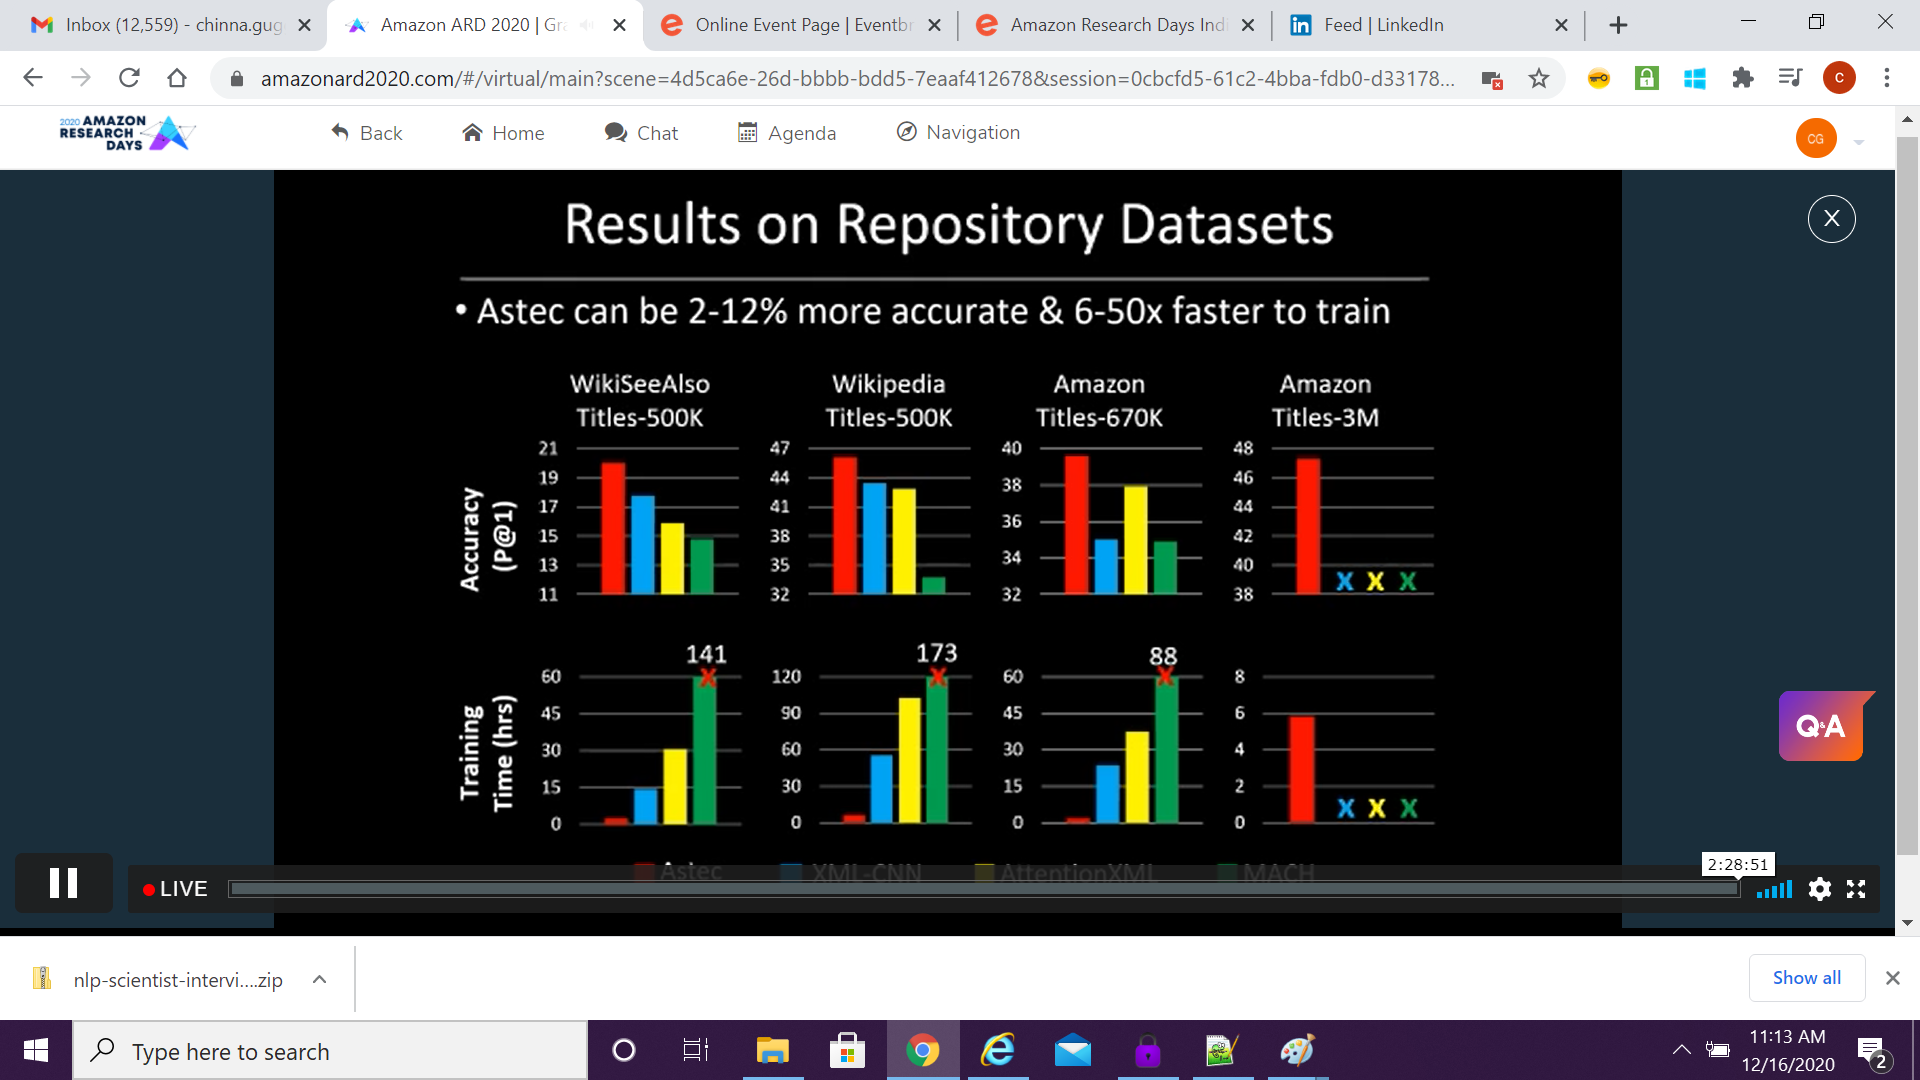 Inbox (12,559) - chinna.gug
Amazon ARD 2020 | Gra
Online Event Page | Eventbr
Amazon Research Days Indi
Feed | LinkedIn
amazonard2020.com/#/virtual/main?scene=4d5ca6e-26d-bbbb-bdd5-7eaaf412678&session=0cbcfd5-61c2-4bba-fdb0-d33178...
C
2020 AMAZON
RESEARCH
DAYS
Back
Home
Chat
Agenda
Navigation
CG
Results on Repository Datasets
X
• Astec can be 2-12% more accurate & 6-50x faster to train
WikiSeeAlso
Titles-500K
Wikipedia
Titles-500K
Amazon
Titles-670K
Amazon
Titles-3M
Accuracy
(P@1)
21
19
17
15
13
11
47
44
41
38
35
32
40
38
36
34
32
48
46
44
42
40
38
X X X
Training
Time (hrs)
141
60
45
30
15
0
173
120
90
60
30
0
88
60
45
30
15
0
8
6
4
2
0
X X X
Astec
XML-CNN
AttentionXML
MACH
Q&A
LIVE
2:28:51
nlp-scientist-intervi....zip
Show all
Type here to search
11:13 AM
12/16/2020
2